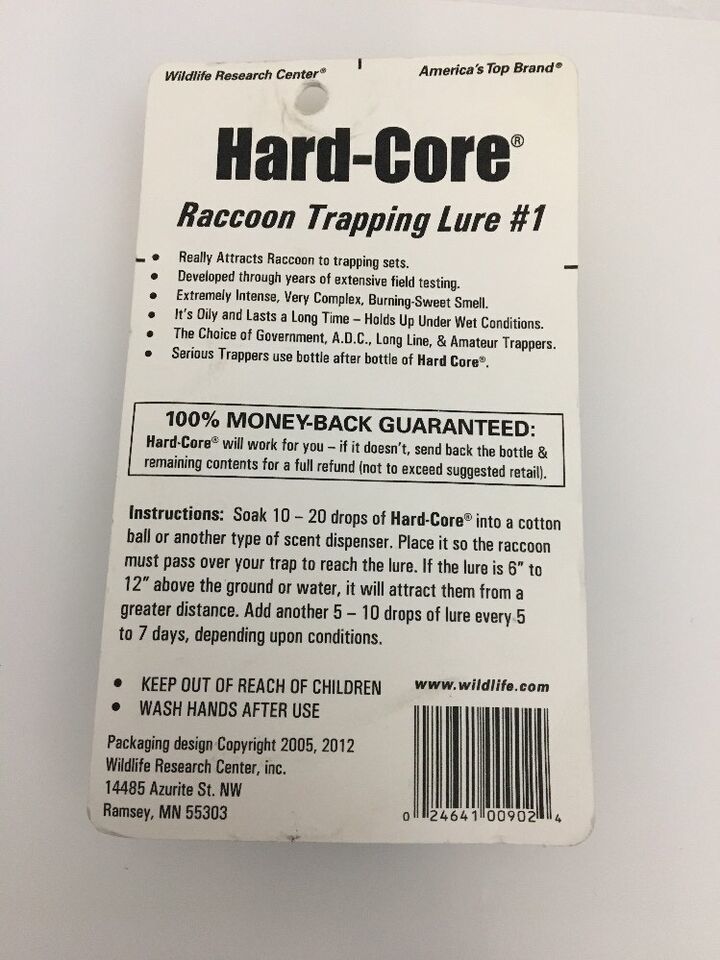 Wildlife Research Center® America's Top Brand®
Hard-Core®
Raccoon Trapping Lure #1
• Really Attracts Raccoon to trapping sets.
• Developed through years of extensive field testing.
• Extremely Intense, Very Complex, Burning-Sweet Smell.
• It's Oily and Lasts a Long Time – Holds Up Under Wet Conditions.
• The Choice of Government, A.D.C., Long Line, & Amateur Trappers.
• Serious Trappers use bottle after bottle of Hard Core®.
100% MONEY-BACK GUARANTEED:
Hard-Core® will work for you – if it doesn't, send back the bottle &
remaining contents for a full refund (not to exceed suggested retail).
Instructions: Soak 10 – 20 drops of Hard-Core® into a cotton
ball or another type of scent dispenser. Place it so the raccoon
must pass over your trap to reach the lure. If the lure is 6" to
12" above the ground or water, it will attract them from a
greater distance. Add another 5 – 10 drops of lure every 5
to 7 days, depending upon conditions.
• KEEP OUT OF REACH OF CHILDREN
• WASH HANDS AFTER USE
www.wildlife.com
Packaging design Copyright 2005, 2012
Wildlife Research Center, inc.
14485 Azurite St. NW
Ramsey, MN 55303
0 24641 00902 4